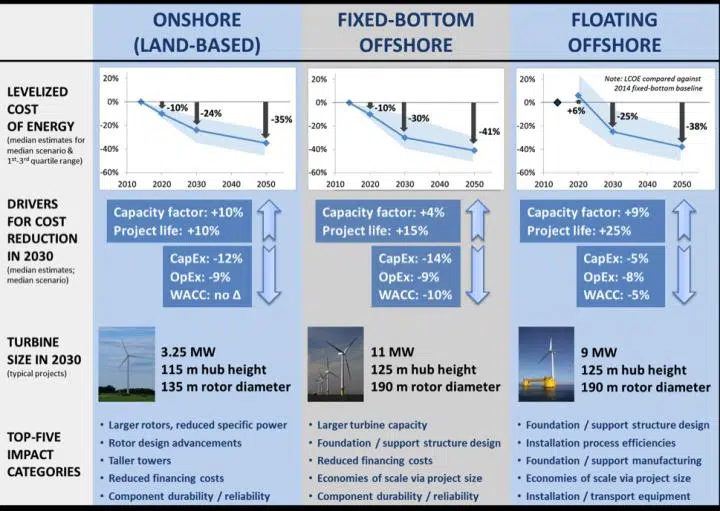 ONSHORE
(LAND-BASED)
FIXED-BOTTOM
OFFSHORE
FLOATING
OFFSHORE
LEVELIZED
COST
OF ENERGY
(median estimates for
median scenario &
1st-3rd quartile range)
20%
0%
-20%
-40%
-60%
2010 2020 2030 2040 2050
-10%
-24%
-35%
20%
0%
-20%
-40%
-60%
2010 2020 2030 2040 2050
-10%
-30%
-41%
20%
0%
-20%
-40%
-60%
2010 2020 2030 2040 2050
Note: LCOE compared against
2014 fixed-bottom baseline
+6%
-25%
-38%
DRIVERS
FOR COST
REDUCTION
IN 2030
(median estimates;
median scenario)
Capacity factor: +10%
Project life: +10%
CapEx: -12%
OpEx: -9%
WACC: no Δ
Capacity factor: +4%
Project life: +15%
CapEx: -14%
OpEx: -9%
WACC: -10%
Capacity factor: +9%
Project life: +25%
CapEx: -5%
OpEx: -8%
WACC: -5%
TURBINE
SIZE IN 2030
(typical projects)
3.25 MW
115 m hub height
135 m rotor diameter
11 MW
125 m hub height
190 m rotor diameter
9 MW
125 m hub height
190 m rotor diameter
TOP-FIVE
IMPACT
CATEGORIES
• Larger rotors, reduced specific power
• Rotor design advancements
• Taller towers
• Reduced financing costs
• Component durability / reliability
• Larger turbine capacity
• Foundation / support structure design
• Reduced financing costs
• Economies of scale via project size
• Component durability / reliability
• Foundation / support structure design
• Installation process efficiencies
• Foundation / support manufacturing
• Economies of scale via project size
• Installation / transport equipment